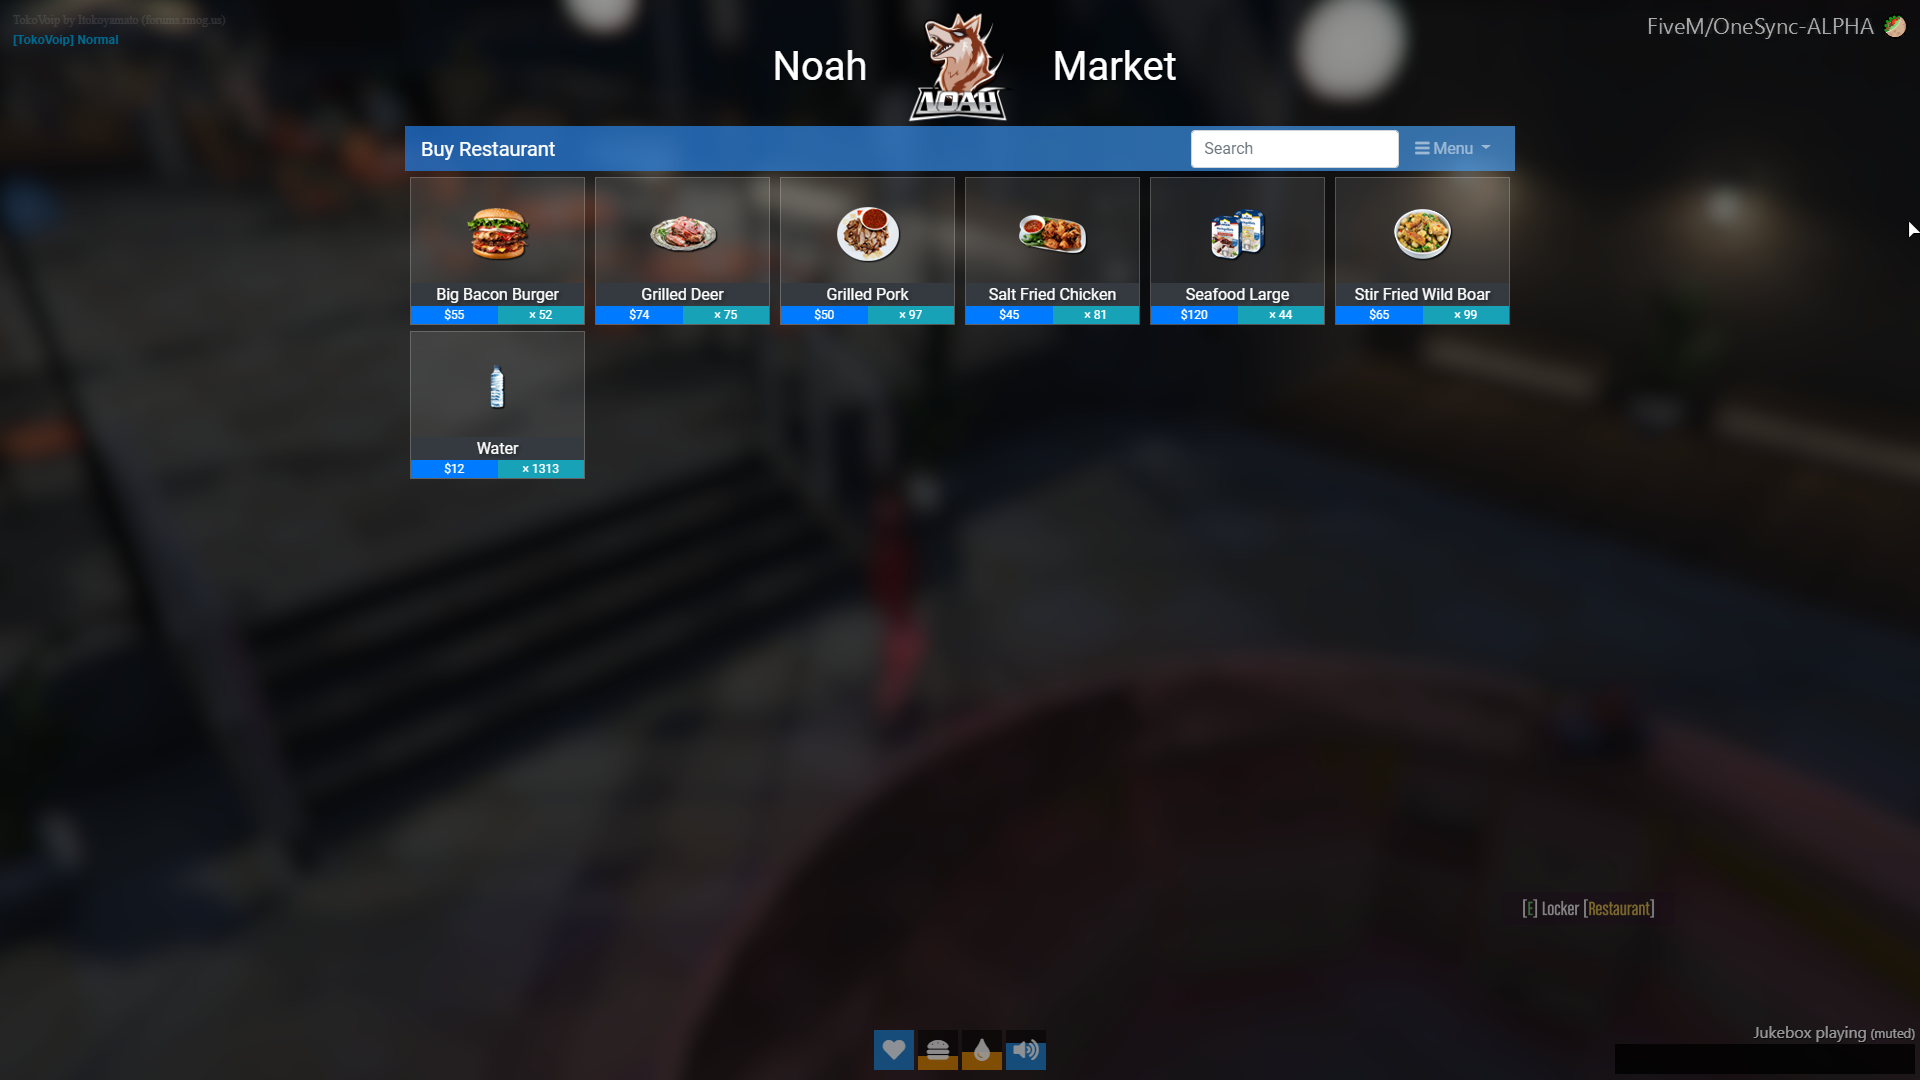 TokoVoip by Itokoyamato (forums.rmog.us)
[TokoVoip] Normal
FiveM/OneSync-ALPHA
Noah
NOAH
Market
Buy Restaurant
Search
Menu
Big Bacon Burger
$55
× 52
Grilled Deer
$74
× 75
Grilled Pork
$50
× 97
Salt Fried Chicken
$45
× 81
Seafood Large
$120
× 44
Stir Fried Wild Boar
$65
× 99
Water
$12
× 1313
[E] Locker [Restaurant]
Jukebox playing (muted)